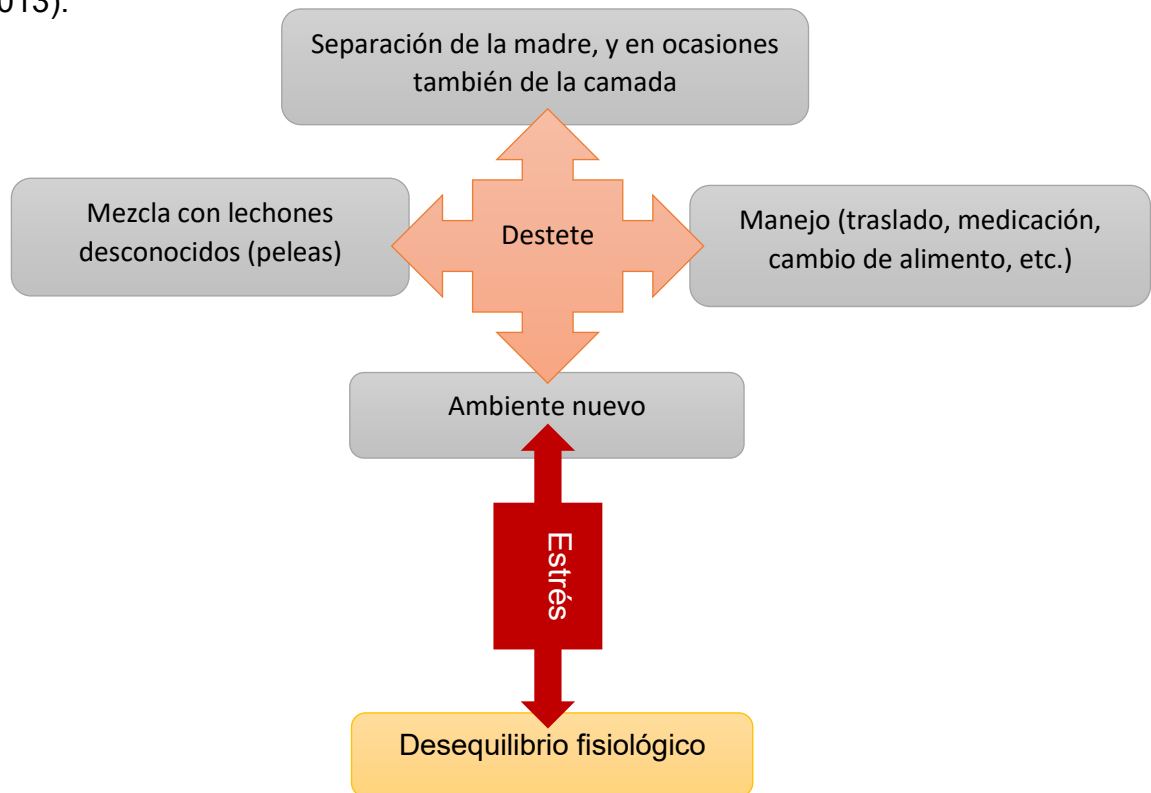 013).
Separación de la madre, y en ocasiones
también de la camada
Mezcla con lechones
desconocidos (peleas)
Destete
Manejo (traslado, medicación,
cambio de alimento, etc.)
Ambiente nuevo
Estrés
Desequilibrio fisiológico